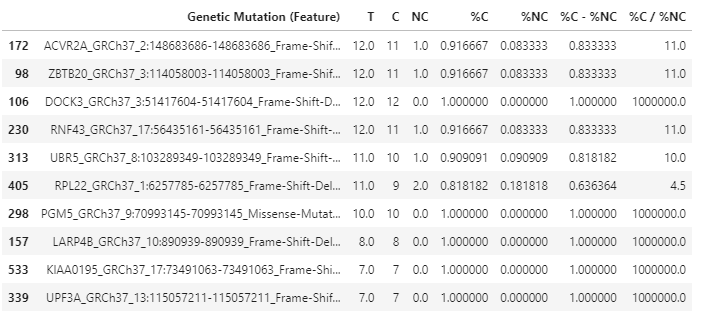 Genetic Mutation (Feature) T C NC %C %NC %C - %NC %C / %NC
172 ACVR2A_GRCh37_2:148683686-148683686_Frame-Shif... 12.0 11 1.0 0.916667 0.083333 0.833333 11.0
98 ZBTB20_GRCh37_3:114058003-114058003_Frame-Shif... 12.0 11 1.0 0.916667 0.083333 0.833333 11.0
106 DOCK3_GRCh37_3:51417604-51417604_Frame-Shift-D... 12.0 12 0.0 1.000000 0.000000 1.000000 1000000.0
230 RNF43_GRCh37_17:56435161-56435161_Frame-Shift-... 12.0 11 1.0 0.916667 0.083333 0.833333 11.0
313 UBR5_GRCh37_8:103289349-103289349_Frame-Shift-... 11.0 10 1.0 0.909091 0.090909 0.818182 10.0
405 RPL22_GRCh37_1:6257785-6257785_Frame-Shift-Del... 11.0 9 2.0 0.818182 0.181818 0.636364 4.5
298 PGM5_GRCh37_9:70993145-70993145_Missense-Mutat... 10.0 10 0.0 1.000000 0.000000 1.000000 1000000.0
157 LARP4B_GRCh37_10:890939-890939_Frame-Shift-Del... 8.0 8 0.0 1.000000 0.000000 1.000000 1000000.0
533 KIAA0195_GRCh37_17:73491063-73491063_Frame-Shi... 7.0 7 0.0 1.000000 0.000000 1.000000 1000000.0
339 UPF3A_GRCh37_13:115057211-115057211_Frame-Shif... 7.0 7 0.0 1.000000 0.000000 1.000000 1000000.0